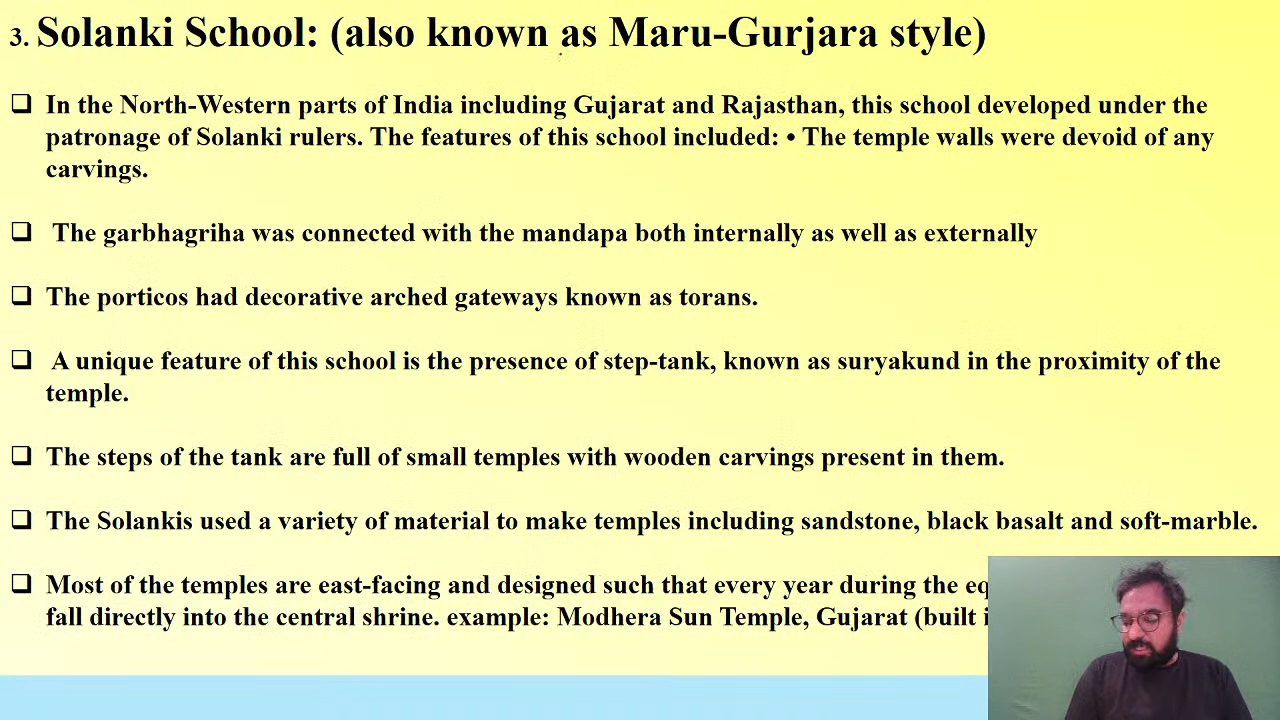 3. Solanki School: (also known as Maru-Gurjara style)
❑ In the North-Western parts of India including Gujarat and Rajasthan, this school developed under the
patronage of Solanki rulers. The features of this school included: • The temple walls were devoid of any
carvings.
❑ The garbhagriha was connected with the mandapa both internally as well as externally
❑ The porticos had decorative arched gateways known as torans.
❑ A unique feature of this school is the presence of step-tank, known as suryakund in the proximity of the
temple.
❑ The steps of the tank are full of small temples with wooden carvings present in them.
❑ The Solankis used a variety of material to make temples including sandstone, black basalt and soft-marble.
❑ Most of the temples are east-facing and designed such that every year during the
fall directly into the central shrine. example: Modhera Sun Temple, Gujarat (built